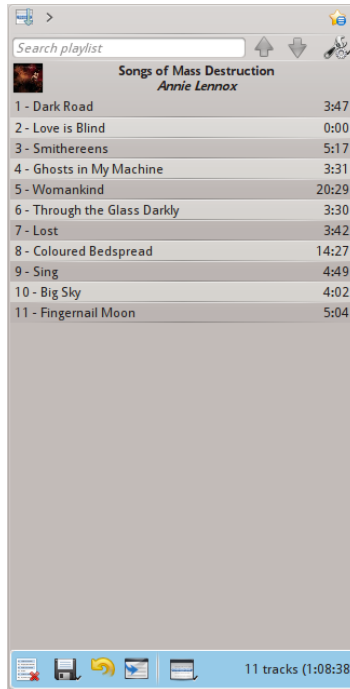 >
Search playlist
Songs of Mass Destruction
Annie Lennox
1 - Dark Road 3:47
2 - Love is Blind 0:00
3 - Smithereens 5:17
4 - Ghosts in My Machine 3:31
5 - Womankind 20:29
6 - Through the Glass Darkly 3:30
7 - Lost 3:42
8 - Coloured Bedspread 14:27
9 - Sing 4:49
10 - Big Sky 4:02
11 - Fingernail Moon 5:04
11 tracks (1:08:38